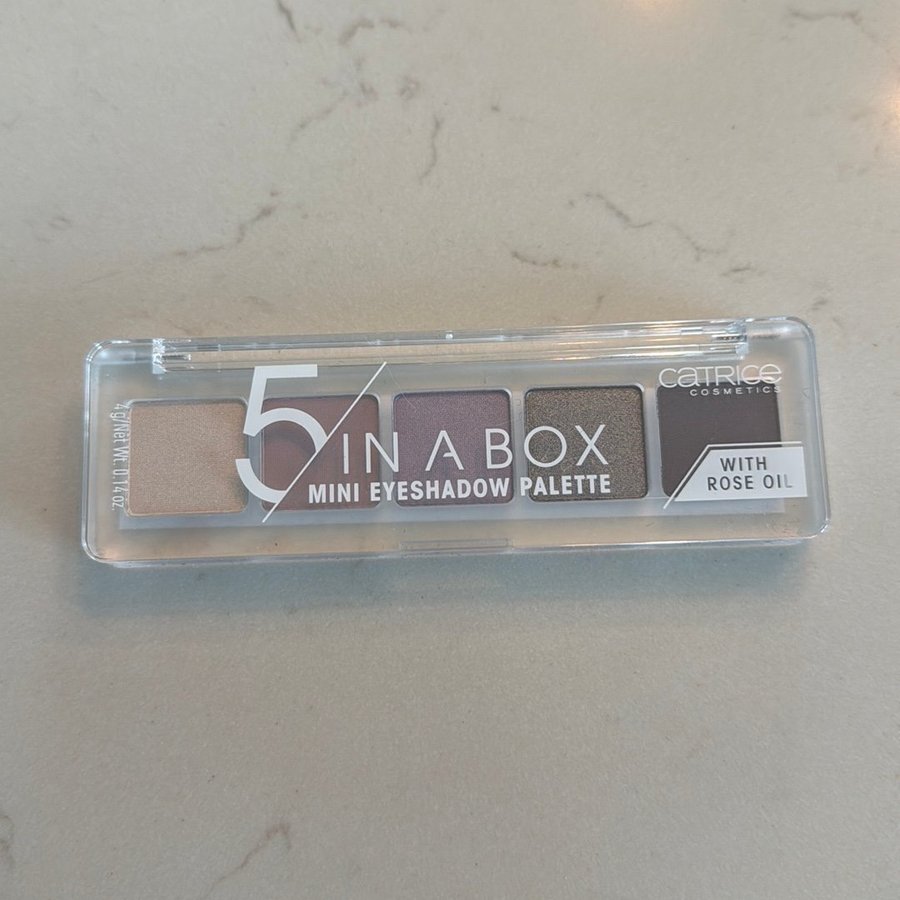 5 IN A BOX
MINI EYESHADOW PALETTE
CATRICE
COSMETICS
WITH
ROSE OIL
4 g/Net Wt. 0.14 oz